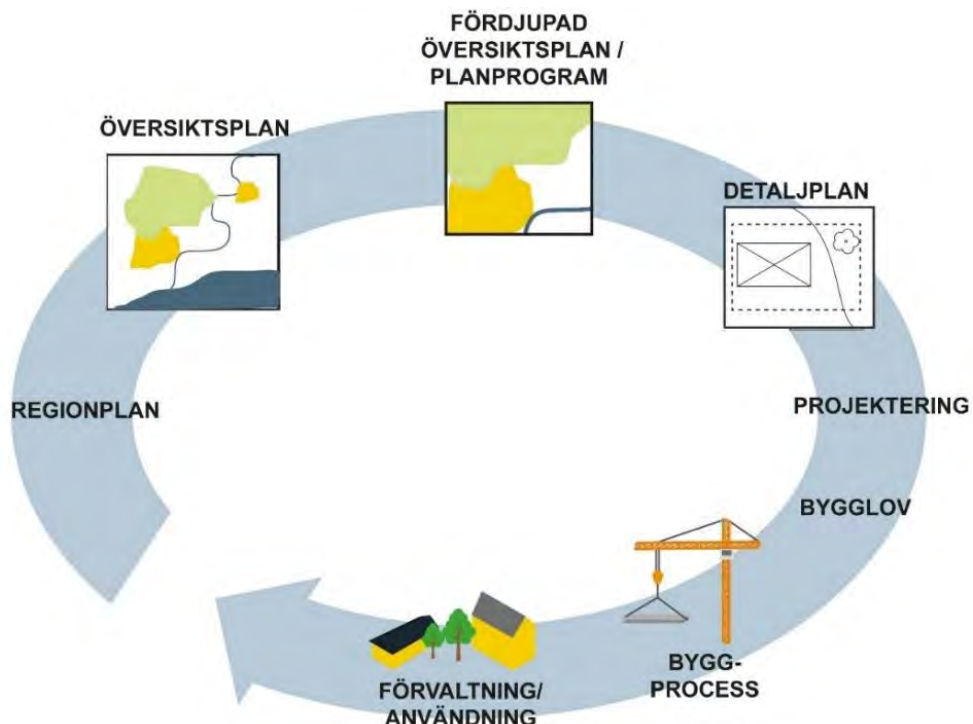 FÖRDJUPAD
ÖVERSIKTSPLAN /
PLANPROGRAM
ÖVERSIKTSPLAN
DETALJPLAN
REGIONPLAN
PROJEKTERING
BYGGLOV
BYGG-
PROCESS
FÖRVALTNING/
ANVÄNDNING